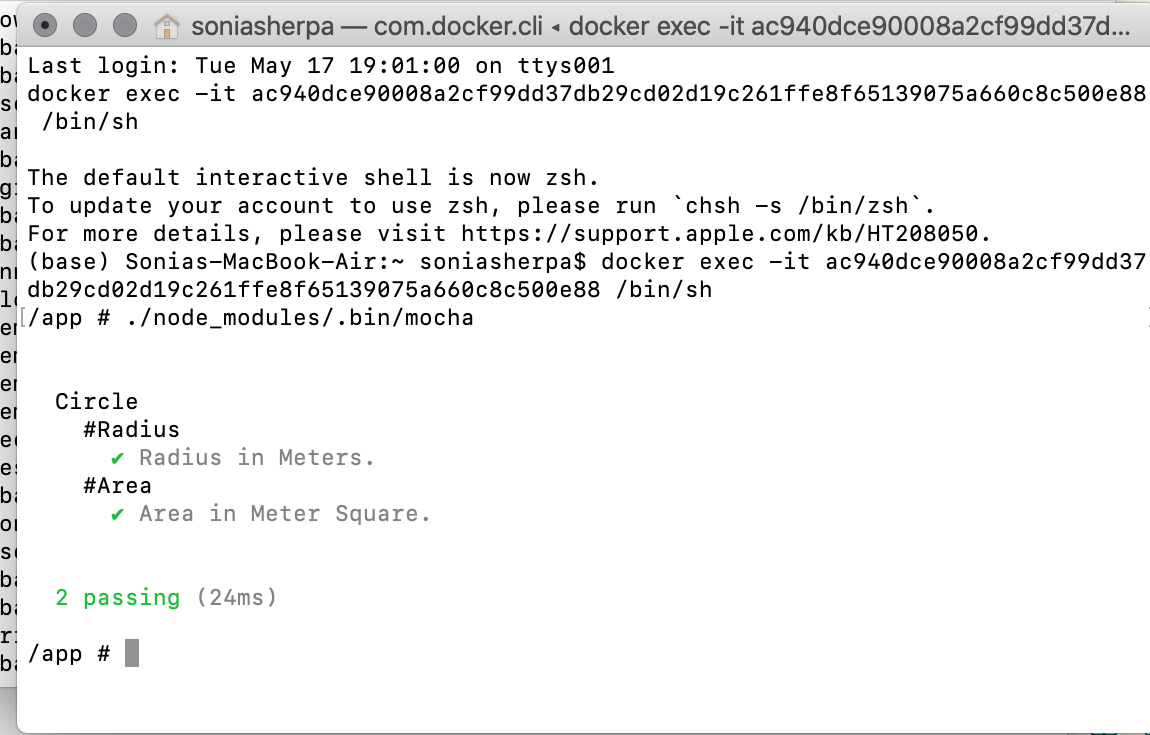 soniasherpa — com.docker.cli ◂ docker exec -it ac940dce90008a2cf99dd37d...
Last login: Tue May 17 19:01:00 on ttys001
docker exec -it ac940dce90008a2cf99dd37db29cd02d19c261ffe8f65139075a660c8c500e88
/bin/sh
The default interactive shell is now zsh.
To update your account to use zsh, please run `chsh -s /bin/zsh`.
For more details, please visit https://support.apple.com/kb/HT208050.
(base) Sonias-MacBook-Air:~ soniasherpa$ docker exec -it ac940dce90008a2cf99dd37
db29cd02d19c261ffe8f65139075a660c8c500e88 /bin/sh
[/app # ./node_modules/.bin/mocha
Circle
#Radius
✔ Radius in Meters.
#Area
✔ Area in Meter Square.
2 passing (24ms)
/app #